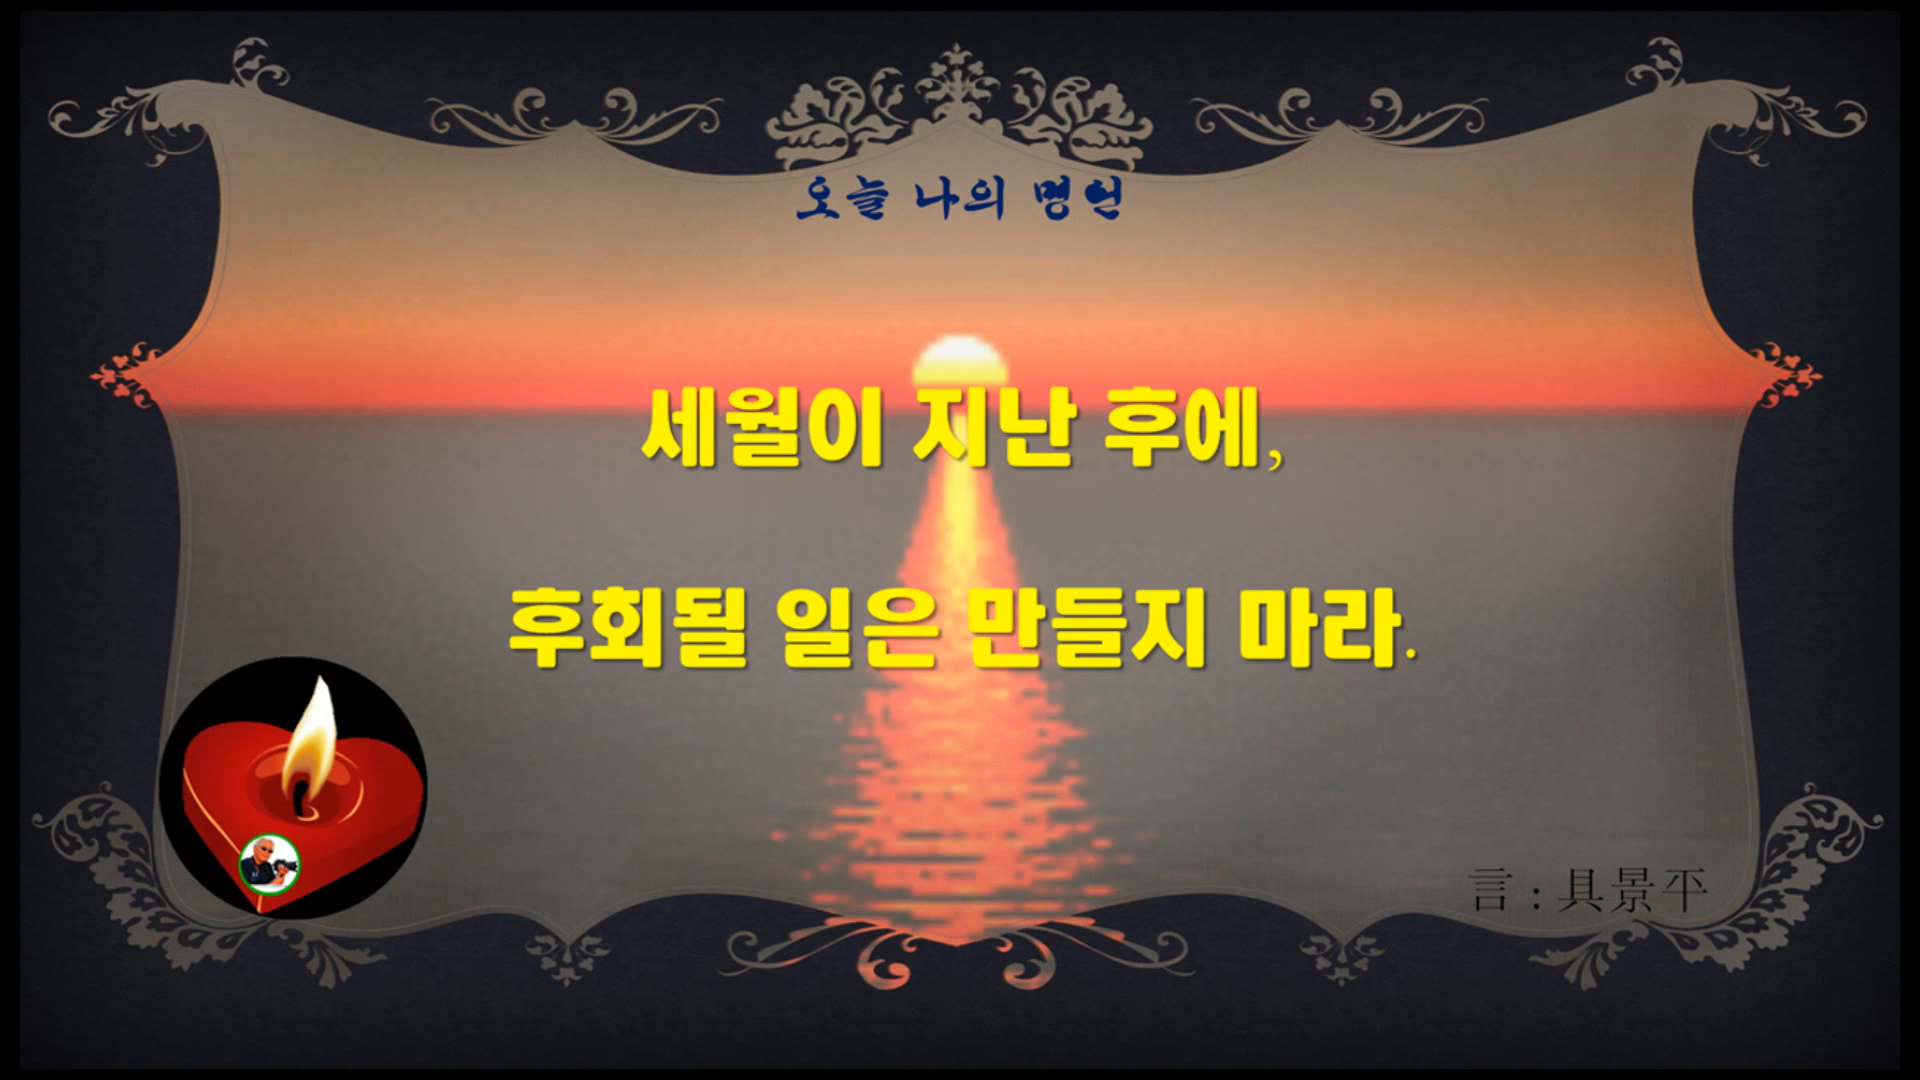 오늘 나의 명언
세월이 지난 후에,
후회될 일은 만들지 마라.
言 : 具景平